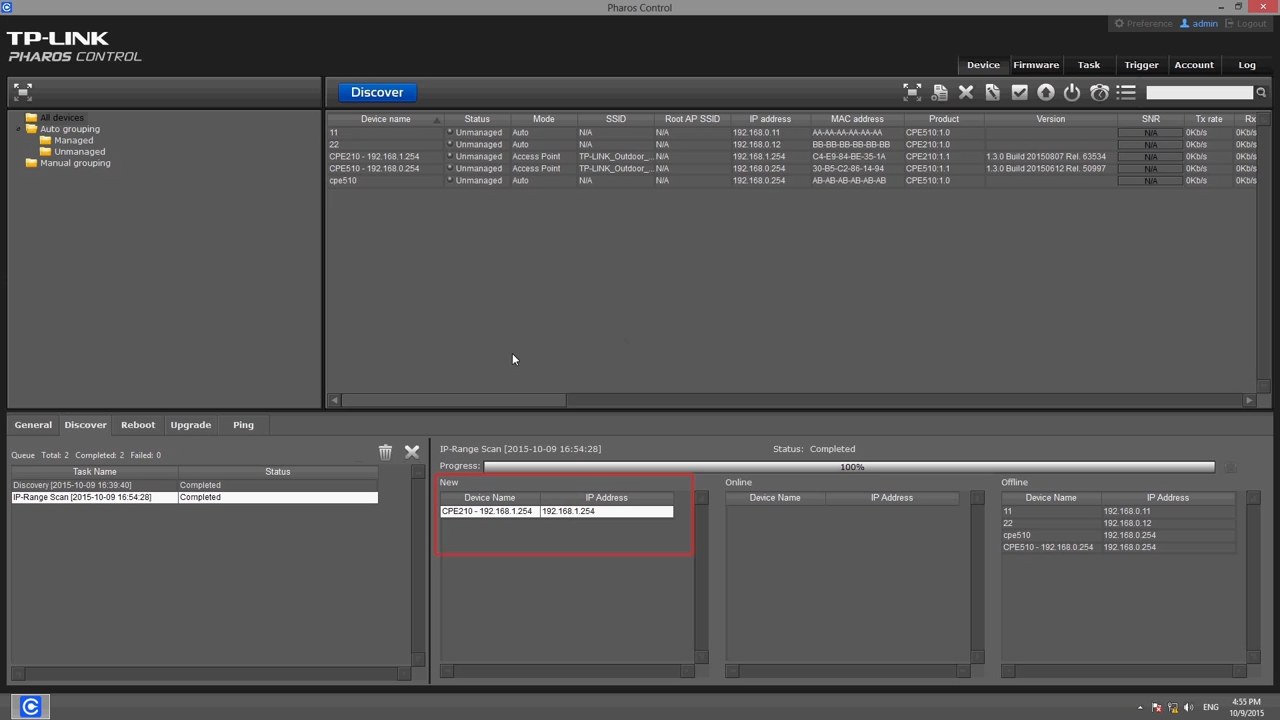 Pharos Control
Preference admin Logout
TP-LINK
PHAROS CONTROL
Device Firmware Task Trigger Account Log
Discover
All devices
Auto grouping
Managed
Unmanaged
Manual grouping
Device name Status Mode SSID Root AP SSID IP address MAC address Product Version SNR Tx rate Rx
11 Unmanaged Auto N/A N/A 192.168.0.11 AA-AA-AA-AA-AA-AA CPE510:1.0 N/A 0Kb/s 0Kb/s
22 Unmanaged Auto N/A N/A 192.168.0.12 BB-BB-BB-BB-BB-BB CPE210:1.0 N/A 0Kb/s 0Kb/s
CPE210 - 192.168.1.254 Unmanaged Access Point TP-LINK_Outdoor_... N/A 192.168.1.254 C4-E9-84-BE-35-1A CPE210:1.1 1.3.0 Build 20150807 Rel. 63534 N/A 0Kb/s 0Kb/s
CPE510 - 192.168.0.254 Unmanaged Access Point TP-LINK_Outdoor_... N/A 192.168.0.254 30-B5-C2-86-14-94 CPE510:1.1 1.3.0 Build 20150612 Rel. 50997 N/A 0Kb/s 0Kb/s
cpe510 Unmanaged Auto N/A N/A 192.168.0.254 AB-AB-AB-AB-AB-AB CPE510:1.0 N/A 0Kb/s 0Kb/s
General Discover Reboot Upgrade Ping
Queue Total: 2 Completed: 2 Failed: 0
Task Name Status
Discovery [2015-10-09 16:39:40] Completed
IP-Range Scan [2015-10-09 16:54:28] Completed
IP-Range Scan [2015-10-09 16:54:28] Status: Completed
Progress: 100%
New
Device Name IP Address
CPE210 - 192.168.1.254 192.168.1.254
Online
Device Name IP Address
Offline
Device Name IP Address
11 192.168.0.11
22 192.168.0.12
cpe510 192.168.0.254
CPE510 - 192.168.0.254 192.168.0.254
ENG
4:55 PM
10/9/2015